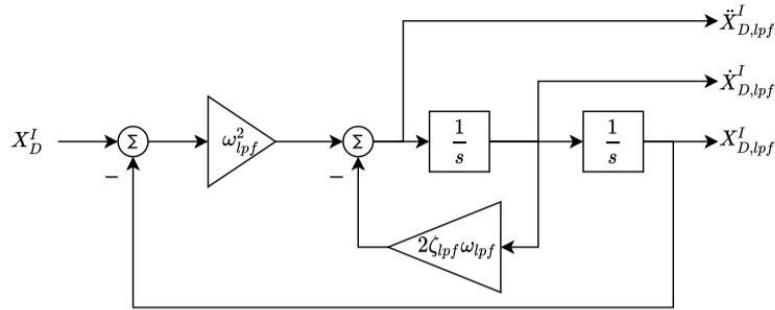 Ẍ^I_{D,lpf}
Ẋ^I_{D,lpf}
X^I_D
Σ
ω^2_{lpf}
Σ
1/s
1/s
X^I_{D,lpf}
−
−
2ζ_{lpf}ω_{lpf}